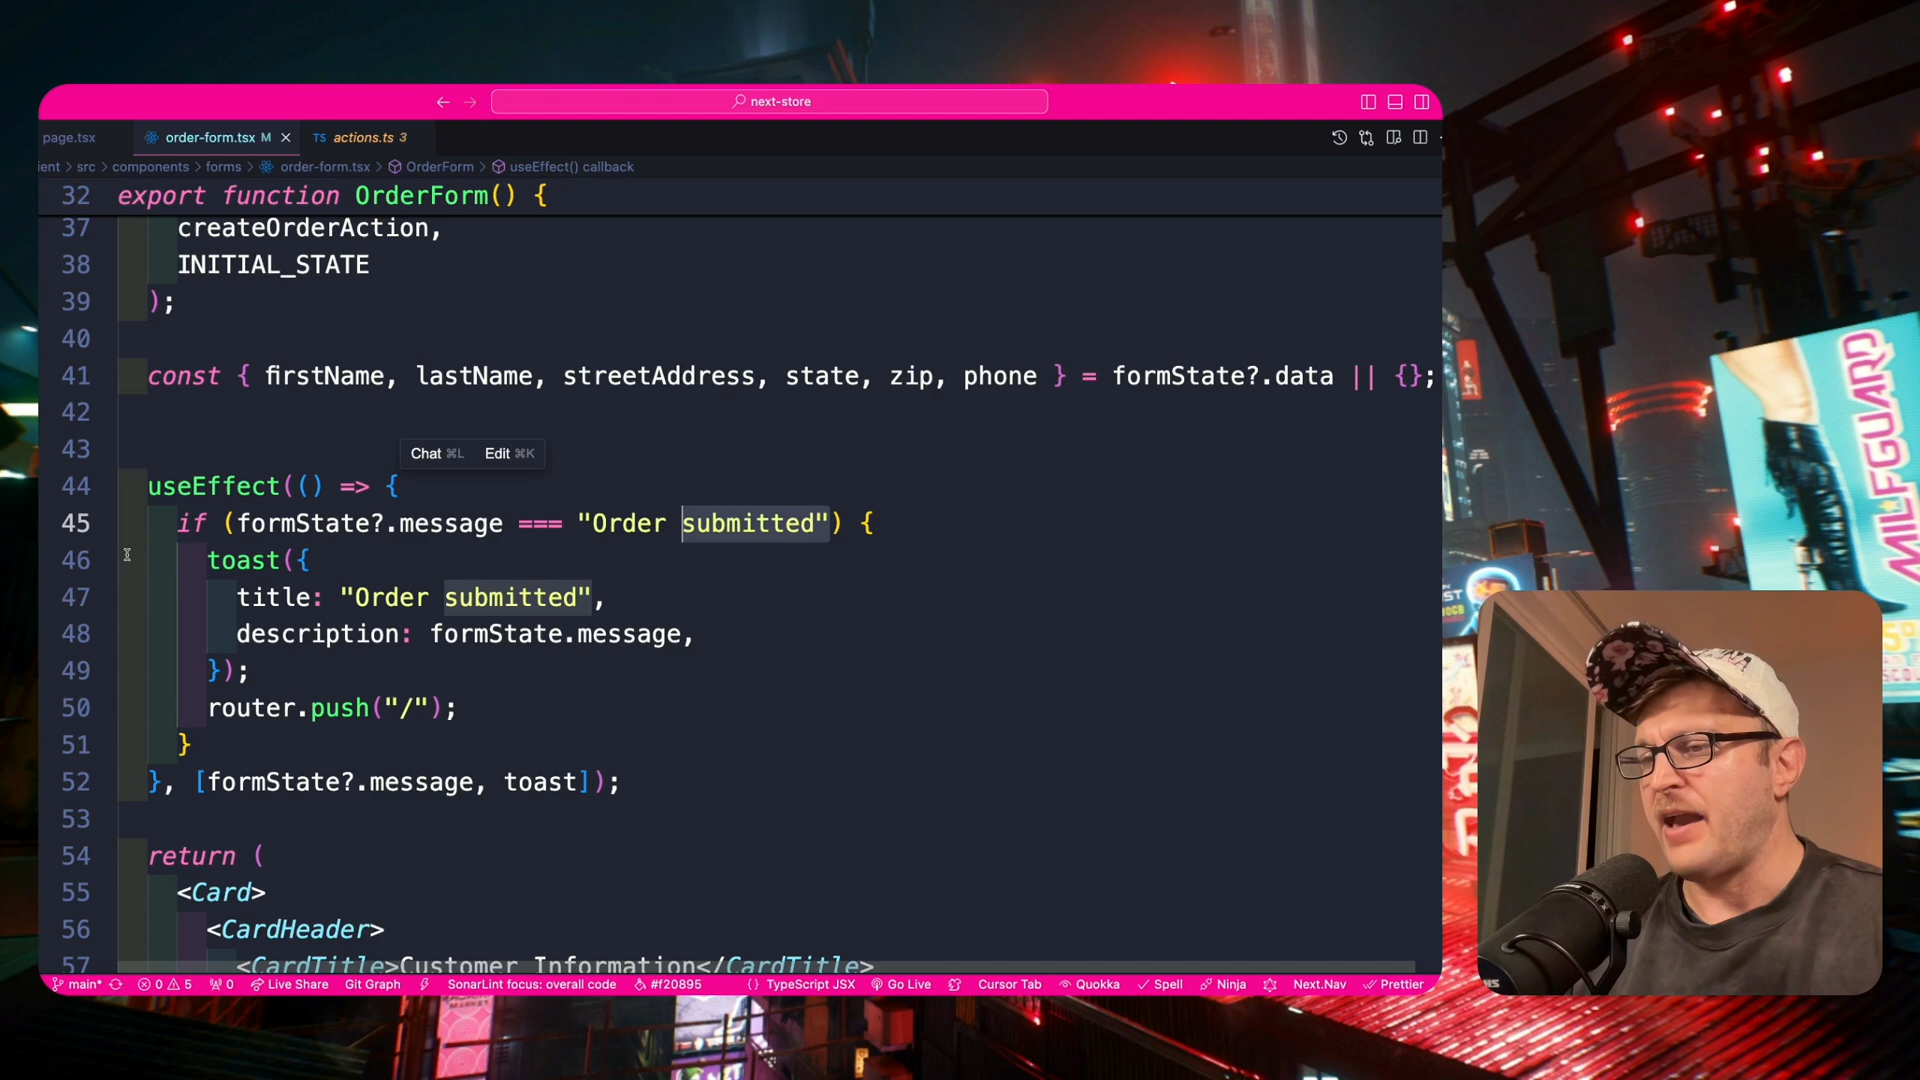 next-store
page.tsx
order-form.tsx M
TS actions.ts 3
ient > src > components > forms > order-form.tsx > OrderForm > useEffect() callback
32 export function OrderForm() {
37 createOrderAction,
38 INITIAL_STATE
39 );
40
41 const { firstName, lastName, streetAddress, state, zip, phone } = formState?.data || {};
42
43
Chat ⌘L Edit ⌘K
44 useEffect(() => {
45 if (formState?.message === "Order submitted") {
46 toast({
47 title: "Order submitted",
48 description: formState.message,
49 });
50 router.push("/");
51 }
52 }, [formState?.message, toast]);
53
54 return (
55 <Card>
56 <CardHeader>
57 <CardTitle>Customer Information</CardTitle>
main* 0 5 0 Live Share Git Graph SonarLint focus: overall code #f20895 {} TypeScript JSX Go Live Cursor Tab Quokka Spell Ninja Next.Nav Prettier
MILFGUARD